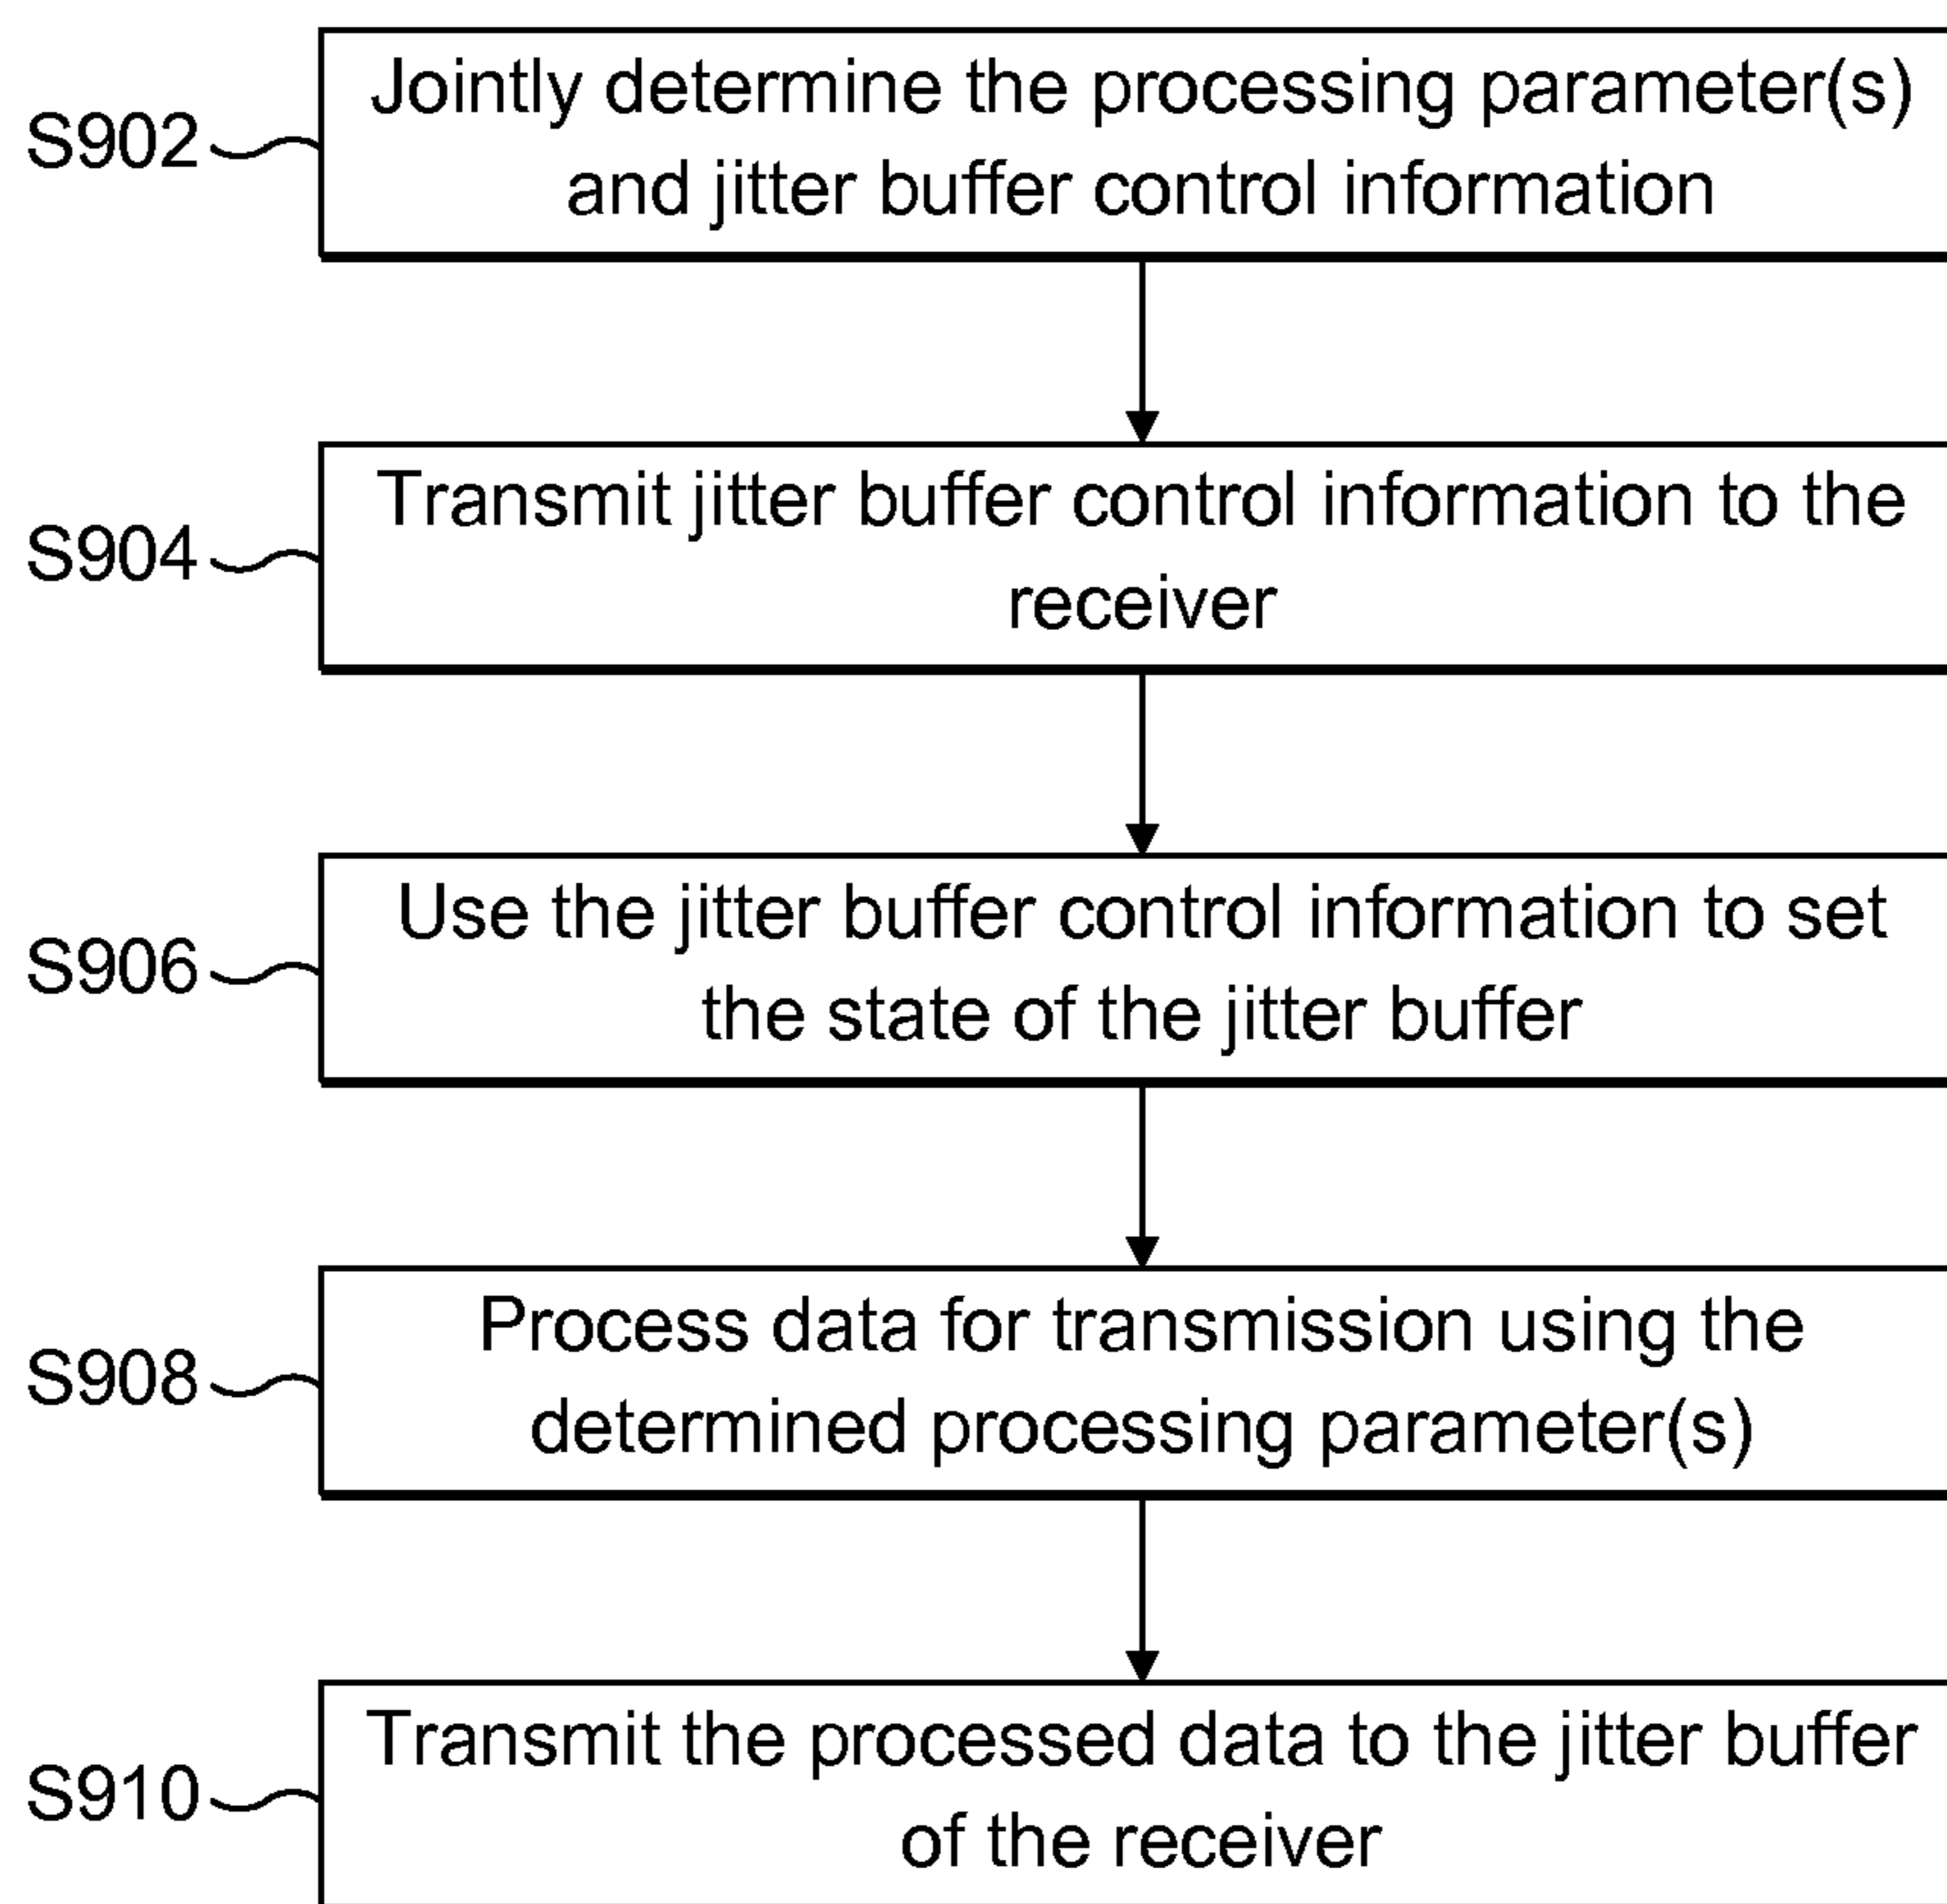 S902
Jointly determine the processing parameter(s)
and jitter buffer control information
S904
Transmit jitter buffer control information to the
receiver
S906
Use the jitter buffer control information to set
the state of the jitter buffer
S908
Process data for transmission using the
determined processing parameter(s)
S910
Transmit the processed data to the jitter buffer
of the receiver